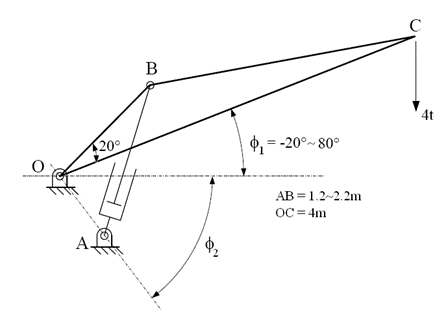 C
B
4t
20°
ϕ₁ = -20°~ 80°
O
AB = 1.2~2.2m
OC = 4m
A
ϕ₂